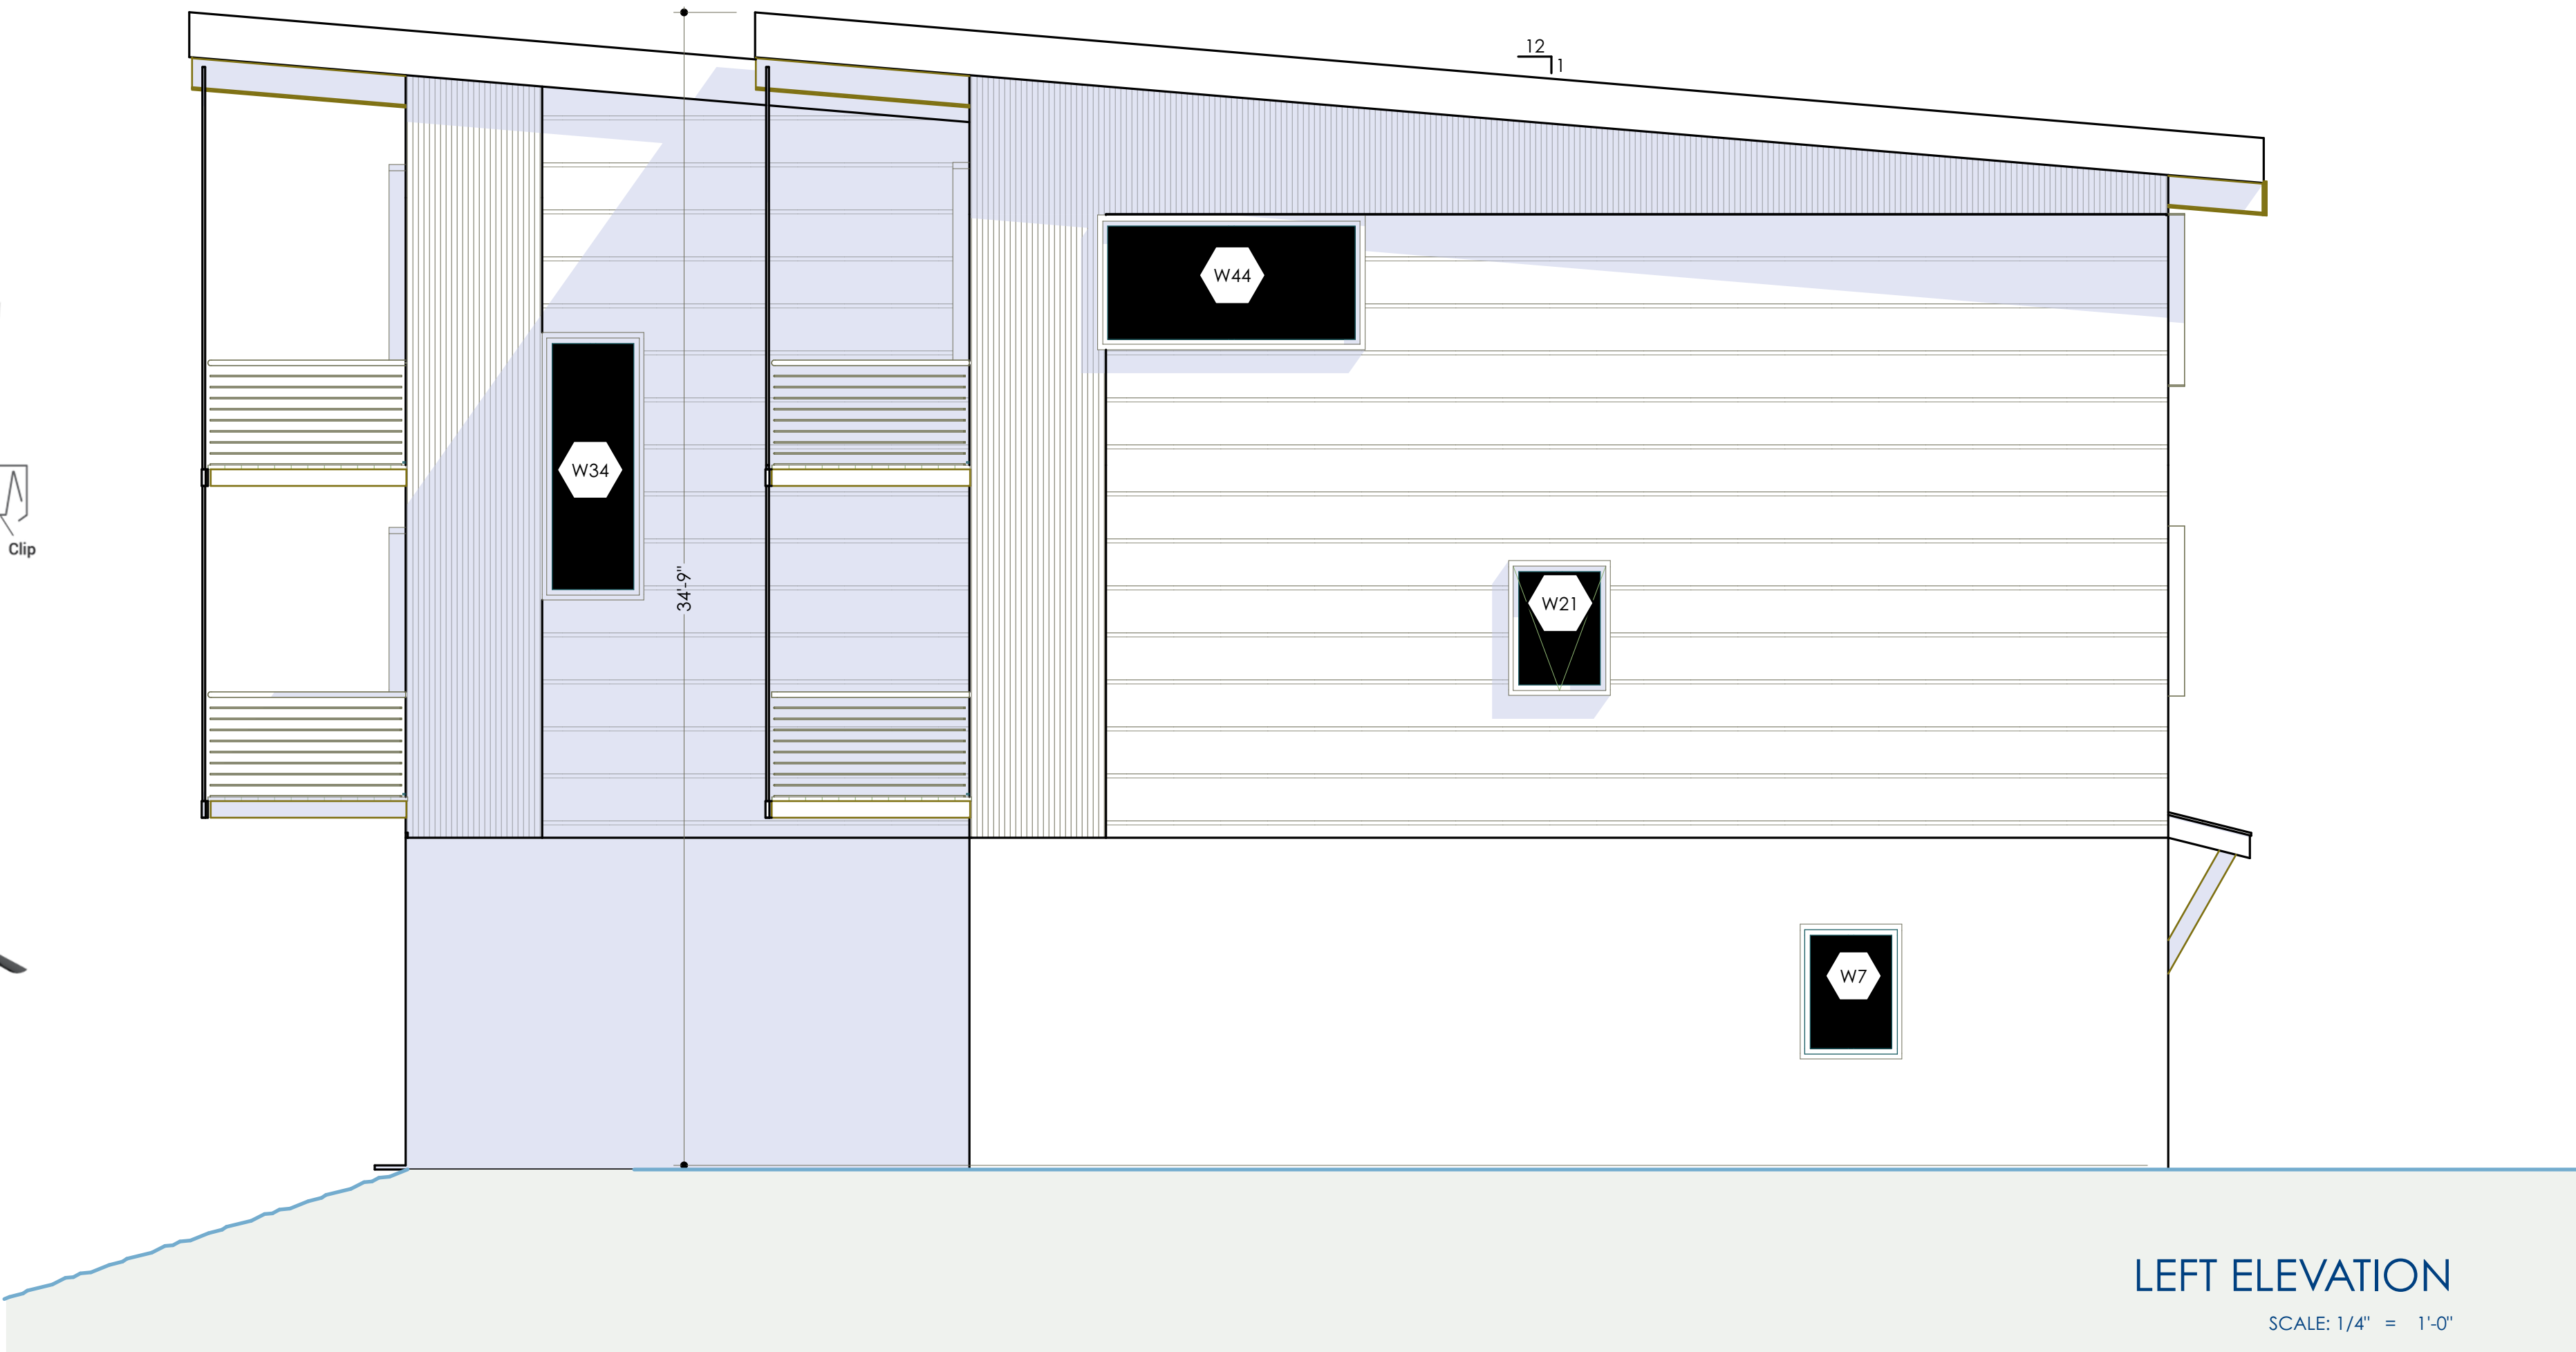 12
1
W44
W34
Clip
34'-9"
W21
W7
LEFT ELEVATION
SCALE: 1/4" = 1'-0"